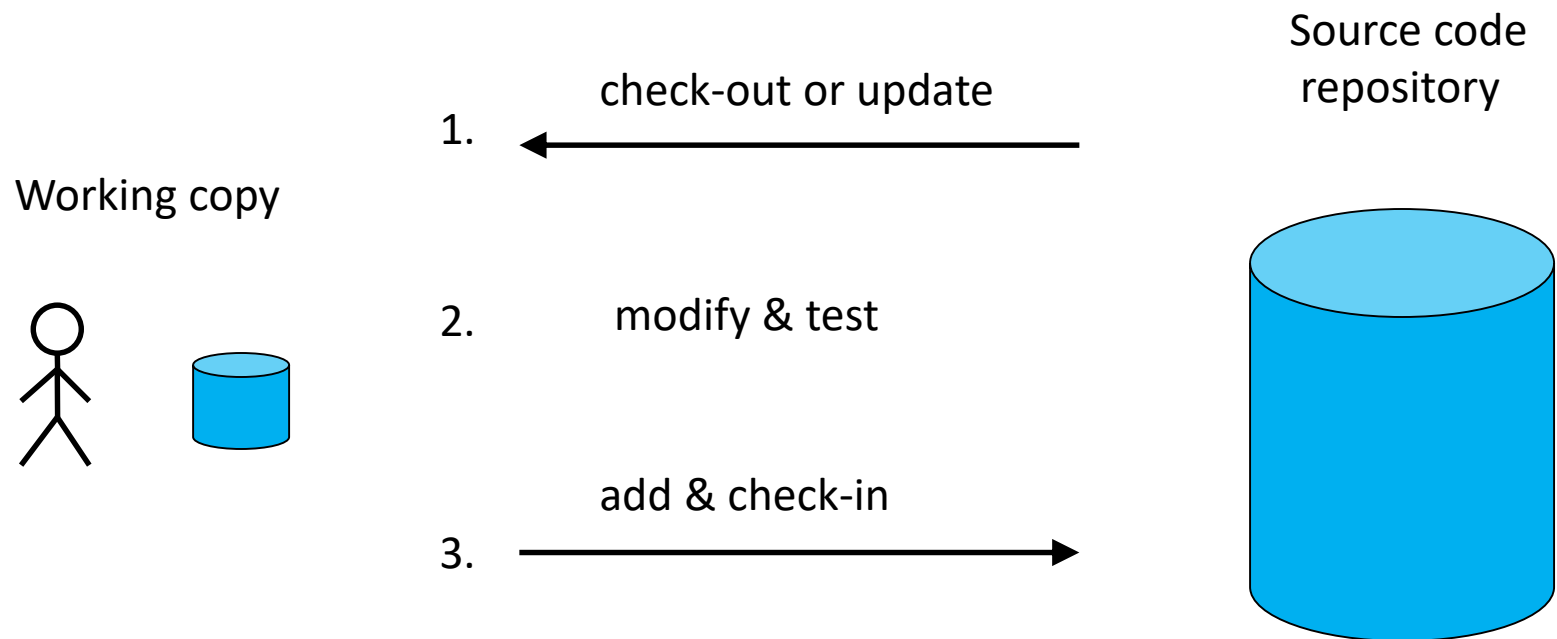 Source code
repository
check-out or update
1.
Working copy
2.
modify & test
add & check-in
3.